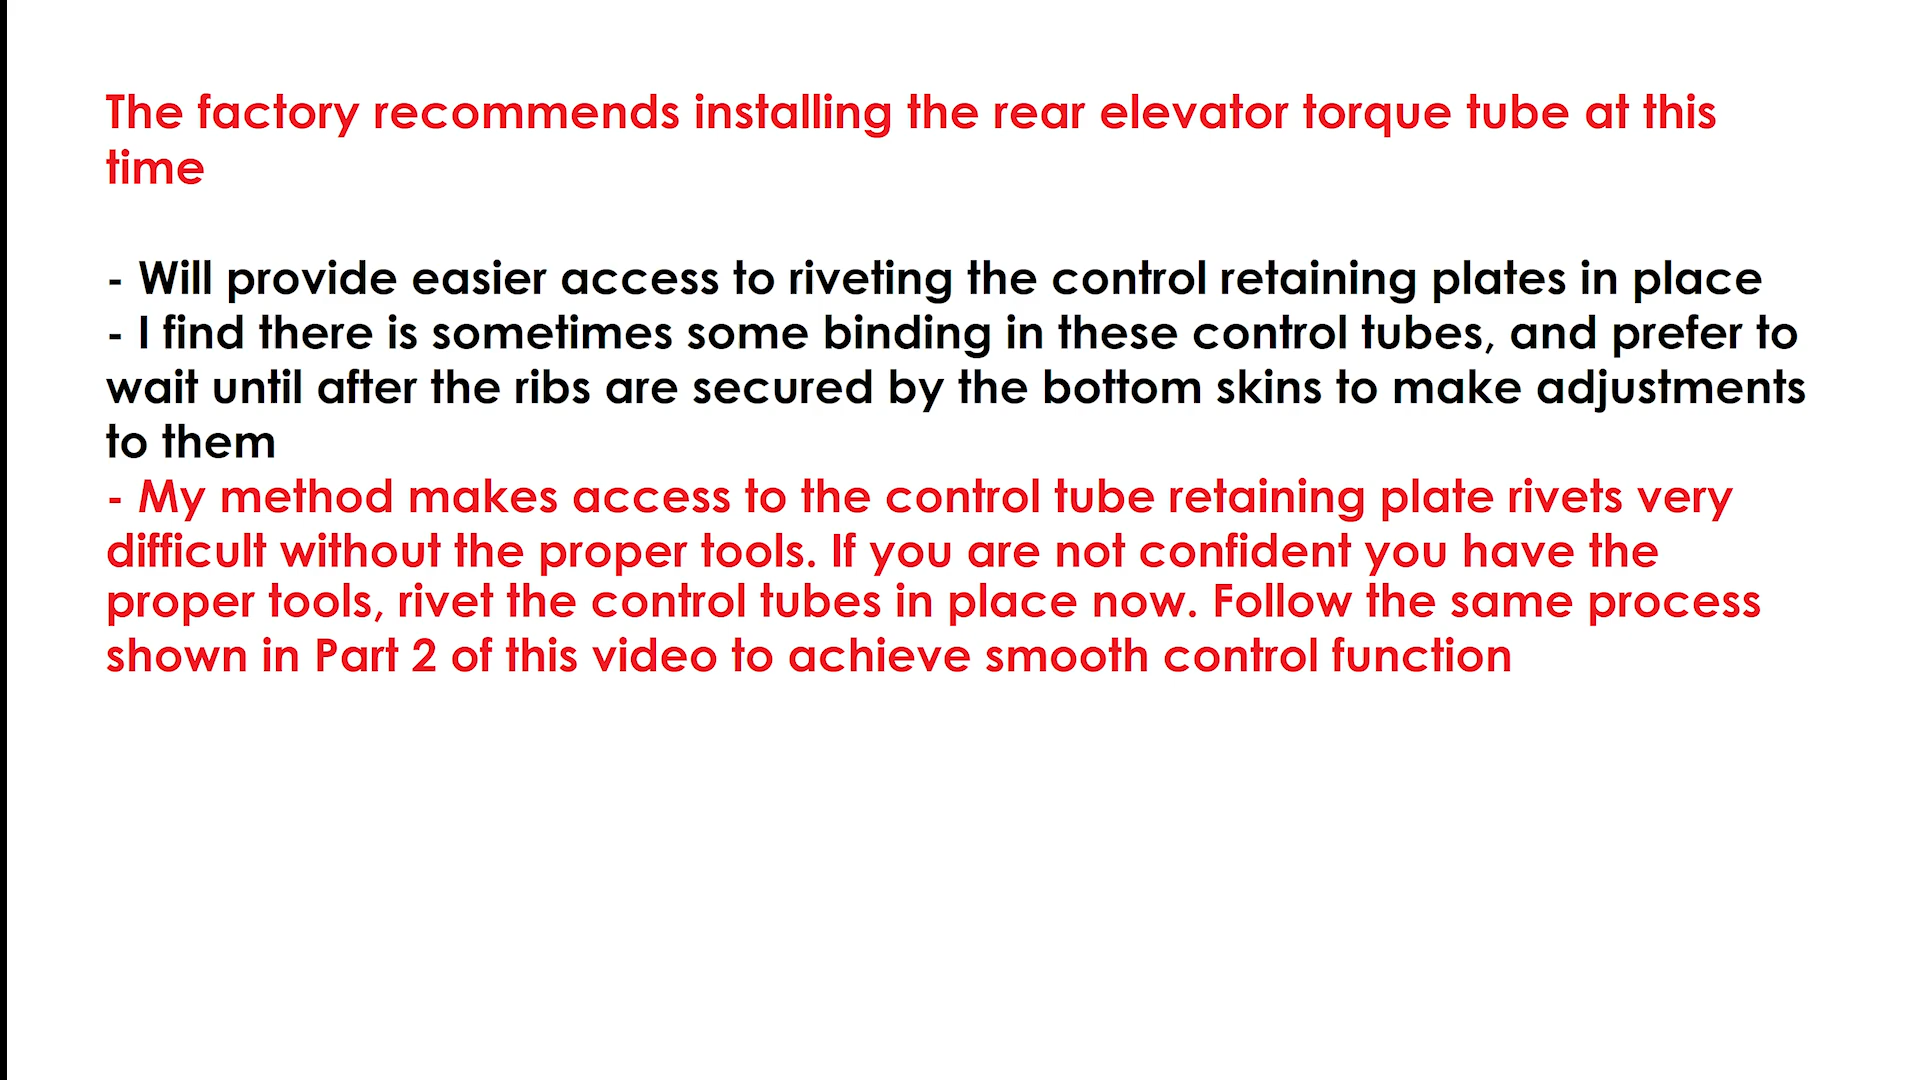 The factory recommends installing the rear elevator torque tube at this
time
- Will provide easier access to riveting the control retaining plates in place
- I find there is sometimes some binding in these control tubes, and prefer to
wait until after the ribs are secured by the bottom skins to make adjustments
to them
- My method makes access to the control tube retaining plate rivets very
difficult without the proper tools. If you are not confident you have the
proper tools, rivet the control tubes in place now. Follow the same process
shown in Part 2 of this video to achieve smooth control function